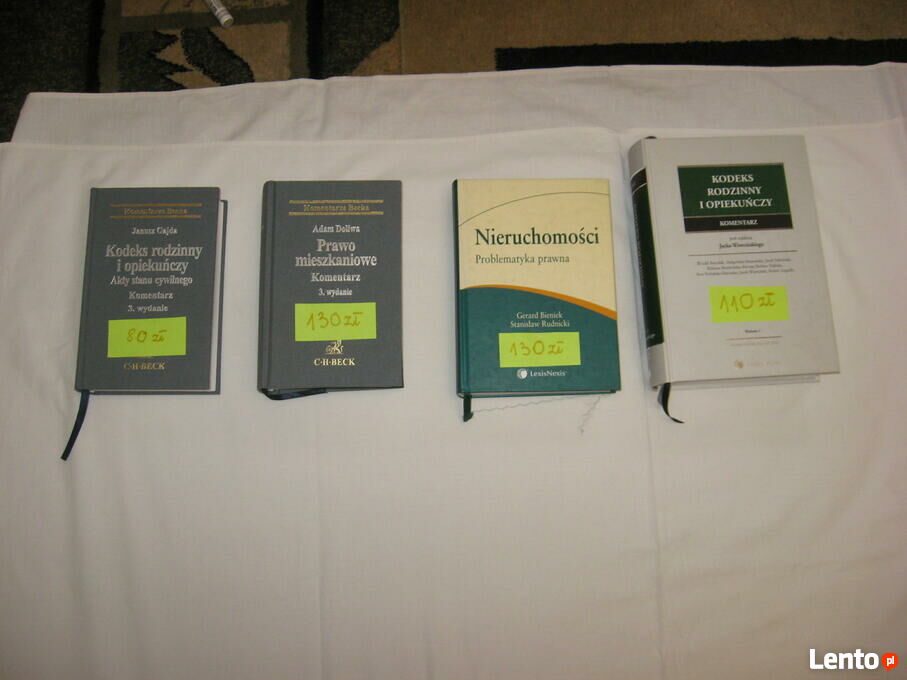 Komentarze Becka
Janusz Gajda
Kodeks rodzinny
i opiekuńczy
Akty stanu cywilnego
Komentarz
3. wydanie
80 zł
C·H·BECK
Komentarze Becka
Adam Doliwa
Prawo
mieszkaniowe
Komentarz
3. wydanie
130 zł
C·H·BECK
Nieruchomości
Problematyka prawna
Gerard Bieniek
Stanisław Rudnicki
130 zł
LexisNexis
KODEKS
RODZINNY
I OPIEKUŃCZY
KOMENTARZ
pod redakcją
Jacka Wiercińskiego
110 zł
Lento pl